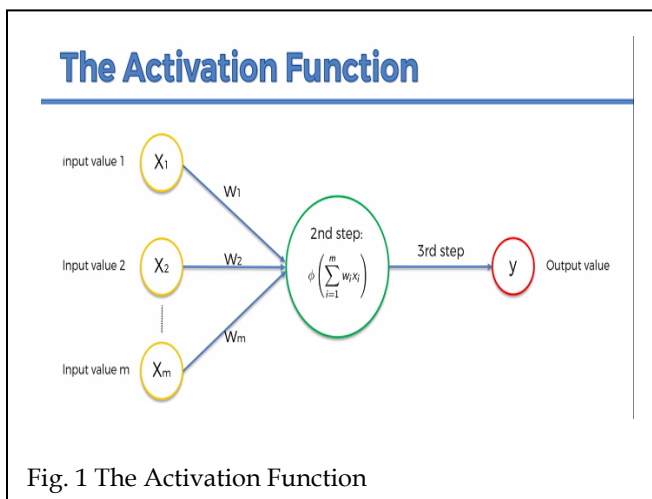 The Activation Function
Input value 1
X1
W1
2nd step:
3rd step
Input value 2
X2
W2
ϕ(∑_{i=1}^{m} w_i x_i)
y
Output value
Wm
Input value m
Xm
Fig. 1 The Activation Function